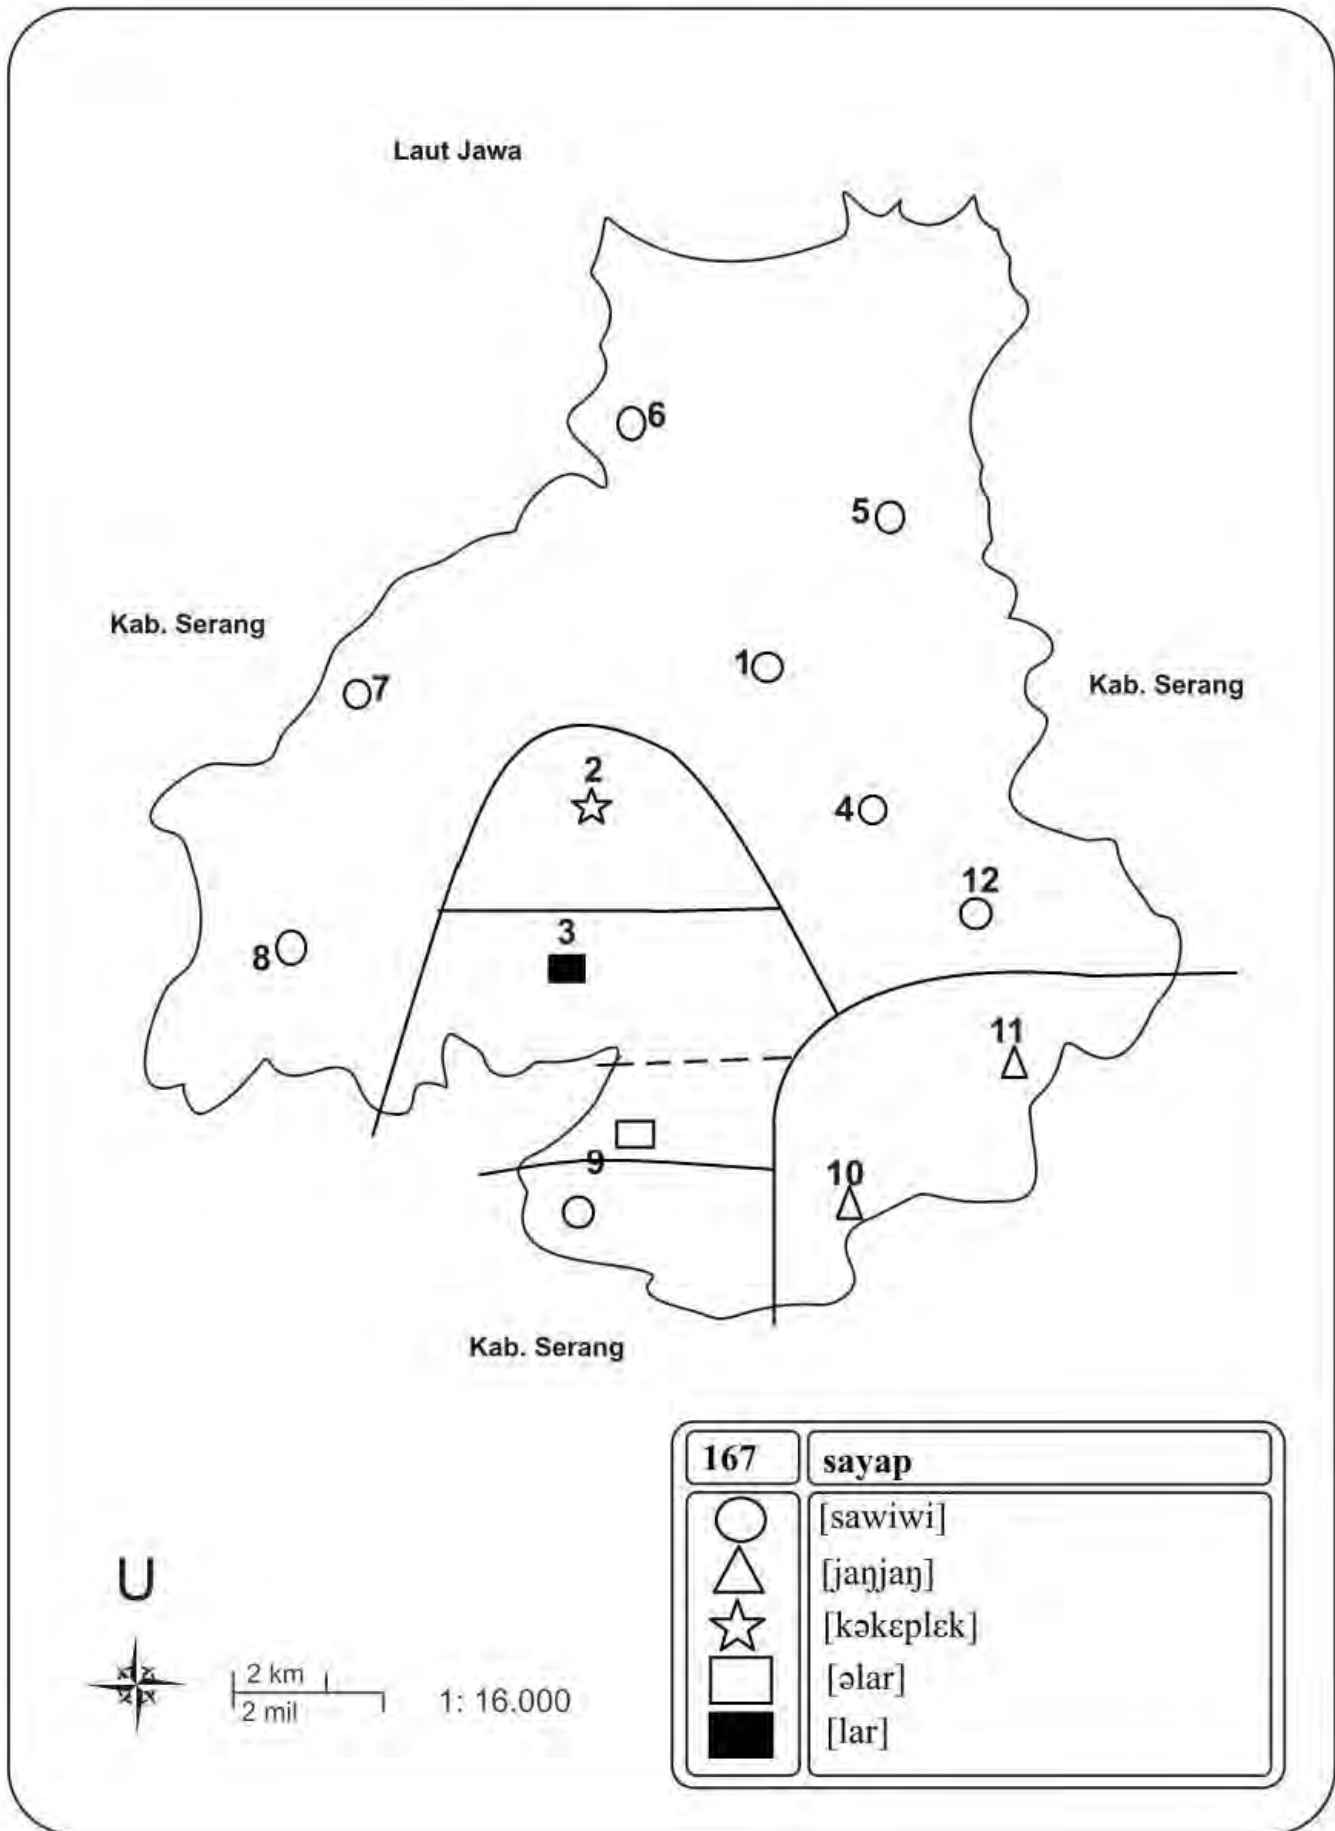 Laut Jawa
6
5
Kab. Serang
1
7
Kab. Serang
2
4
12
3
8
11
9
10
Kab. Serang
167 sayap
[sawiwi]
[jaŋjaŋ]
[kəkɛplɛk]
[əlar]
[lar]
U
2 km
2 mil
1: 16.000